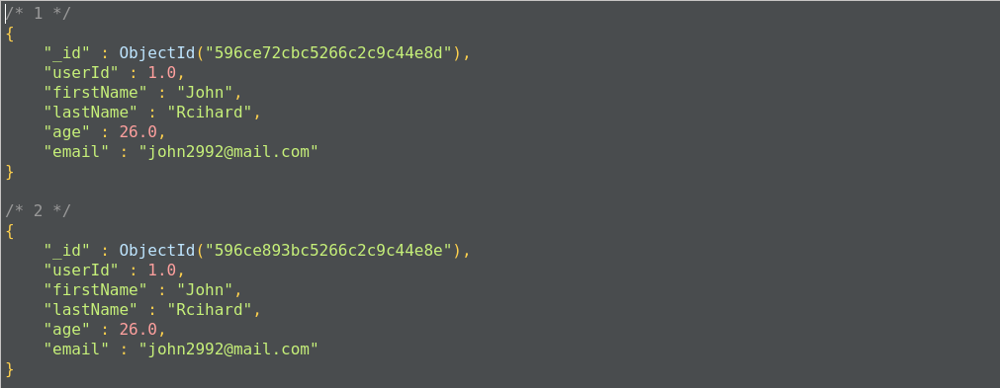 /* 1 */
{
    "_id" : ObjectId("596ce72cbc5266c2c9c44e8d"),
    "userId" : 1.0,
    "firstName" : "John",
    "lastName" : "Rcihard",
    "age" : 26.0,
    "email" : "john2992@mail.com"
}

/* 2 */
{
    "_id" : ObjectId("596ce893bc5266c2c9c44e8e"),
    "userId" : 1.0,
    "firstName" : "John",
    "lastName" : "Rcihard",
    "age" : 26.0,
    "email" : "john2992@mail.com"
}